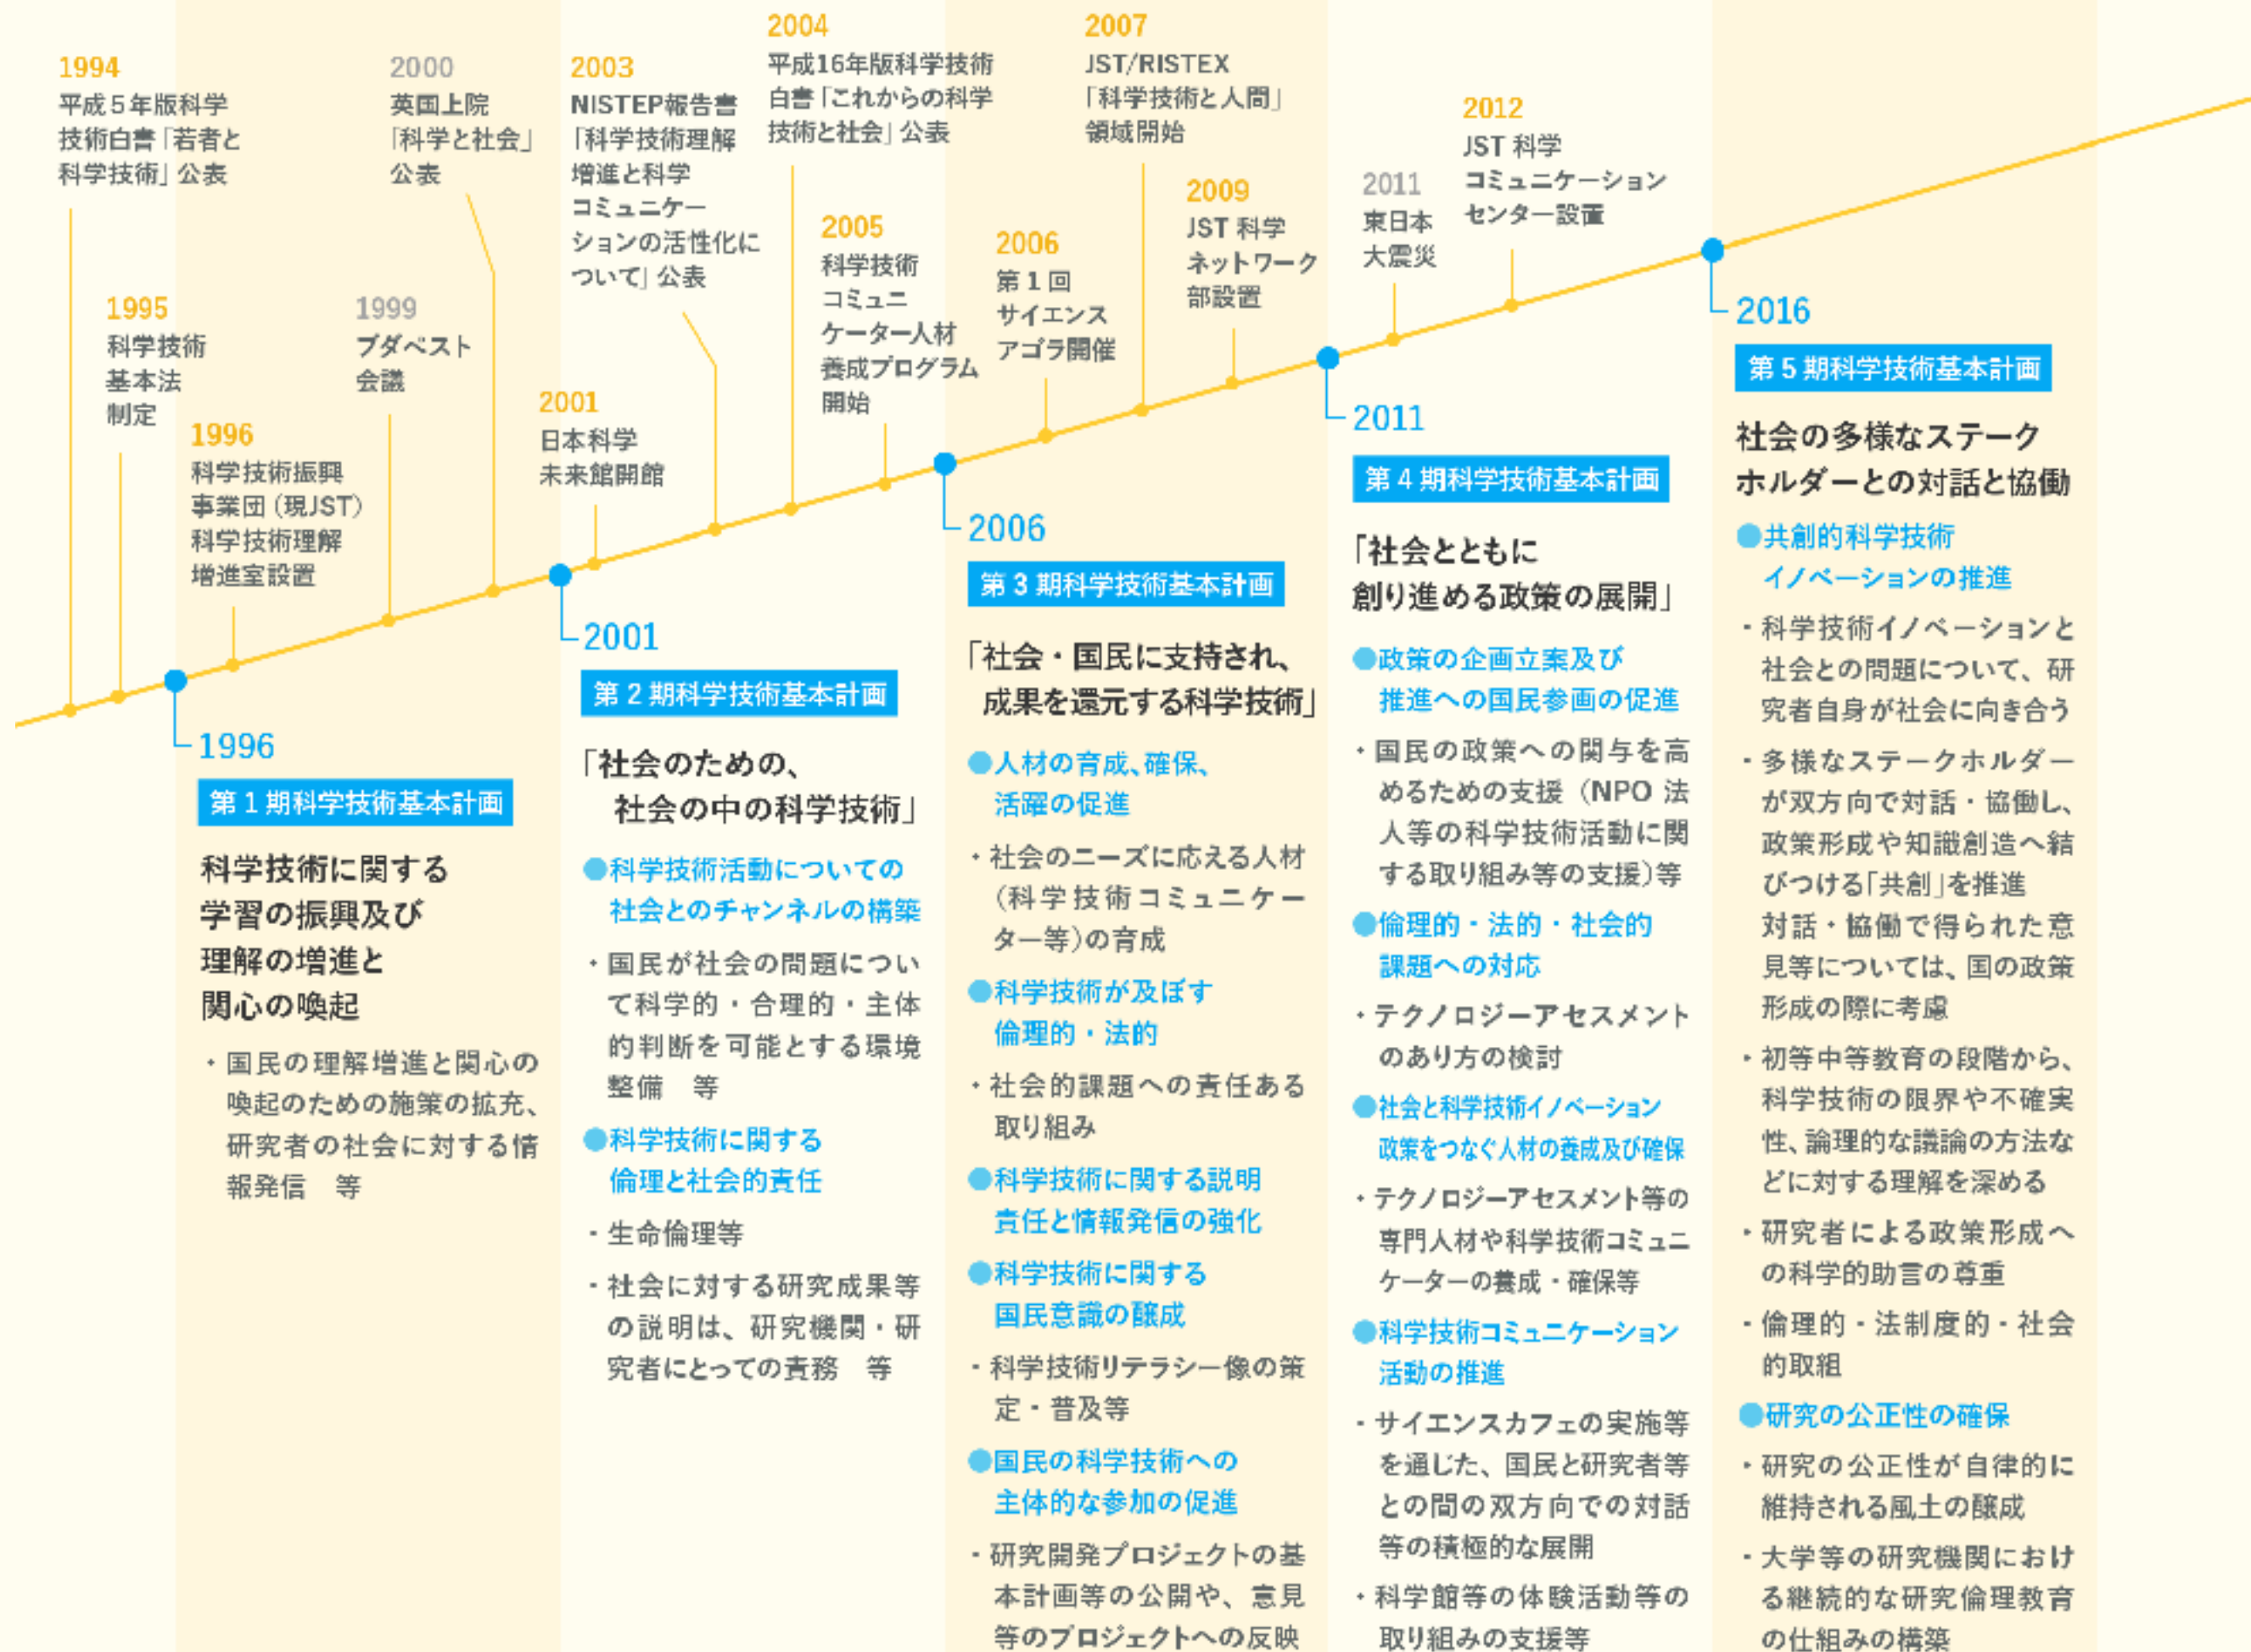 1994
平成5年版科学
技術白書「若者と
科学技術」公表
1995
科学技術
基本法
制定
1996
科学技術振興
事業団（現JST）
科学技術理解
増進室設置
1999
ブダペスト
会議
2000
英国上院
「科学と社会」
公表
2001
日本科学
未来館開館
2003
NISTEP報告書
「科学技術理解
増進と科学
コミュニケー
ションの活性化に
ついて」公表
2004
平成16年版科学技術
白書「これからの科学
技術と社会」公表
2005
科学技術
コミュニ
ケーター人材
養成プログラム
開始
2006
第1回
サイエンス
アゴラ開催
2007
JST/RISTEX
「科学技術と人間」
領域開始
2009
JST 科学
ネットワーク
部設置
2011
東日本
大震災
2012
JST 科学
コミュニケーション
センター設置
1996
第1期科学技術基本計画
科学技術に関する
学習の振興及び
理解の増進と
関心の喚起
・国民の理解増進と関心の
喚起のための施策の拡充、
研究者の社会に対する情
報発信　等
2001
第2期科学技術基本計画
「社会のための、
社会の中の科学技術」
●科学技術活動についての
社会とのチャンネルの構築
・国民が社会の問題につい
て科学的・合理的・主体
的判断を可能とする環境
整備　等
●科学技術に関する
倫理と社会的責任
・生命倫理等
・社会に対する研究成果等
の説明は、研究機関・研
究者にとっての責務　等
2006
第3期科学技術基本計画
「社会・国民に支持され、
成果を還元する科学技術」
●人材の育成、確保、
活躍の促進
・社会のニーズに応える人材
（科学技術コミュニケー
ター等）の育成
●科学技術が及ぼす
倫理的・法的
・社会的課題への責任ある
取り組み
●科学技術に関する説明
責任と情報発信の強化
●科学技術に関する
国民意識の醸成
・科学技術リテラシー像の策
定・普及等
●国民の科学技術への
主体的な参加の促進
・研究開発プロジェクトの基
本計画等の公開や、意見
等のプロジェクトへの反映
2011
第4期科学技術基本計画
「社会とともに
創り進める政策の展開」
●政策の企画立案及び
推進への国民参画の促進
・国民の政策への関与を高
めるための支援（NPO 法
人等の科学技術活動に関
する取り組み等の支援）等
●倫理的・法的・社会的
課題への対応
・テクノロジーアセスメント
のあり方の検討
●社会と科学技術イノベーション
政策をつなぐ人材の養成及び確保
・テクノロジーアセスメント等の
専門人材や科学技術コミュニ
ケーターの養成・確保等
●科学技術コミュニケーション
活動の推進
・サイエンスカフェの実施等
を通じた、国民と研究者等
との間の双方向での対話
等の積極的な展開
・科学館等の体験活動等の
取り組みの支援等
2016
第5期科学技術基本計画
社会の多様なステーク
ホルダーとの対話と協働
●共創的科学技術
イノベーションの推進
・科学技術イノベーションと
社会との問題について、研
究者自身が社会に向き合う
・多様なステークホルダー
が双方向で対話・協働し、
政策形成や知識創造へ結
びつける「共創」を推進
対話・協働で得られた意
見等については、国の政策
形成の際に考慮
・初等中等教育の段階から、
科学技術の限界や不確実
性、論理的な議論の方法な
どに対する理解を深める
・研究者による政策形成へ
の科学的助言の尊重
・倫理的・法制度的・社会
的取組
●研究の公正性の確保
・研究の公正性が自律的に
維持される風土の醸成
・大学等の研究機関におけ
る継続的な研究倫理教育
の仕組みの構築